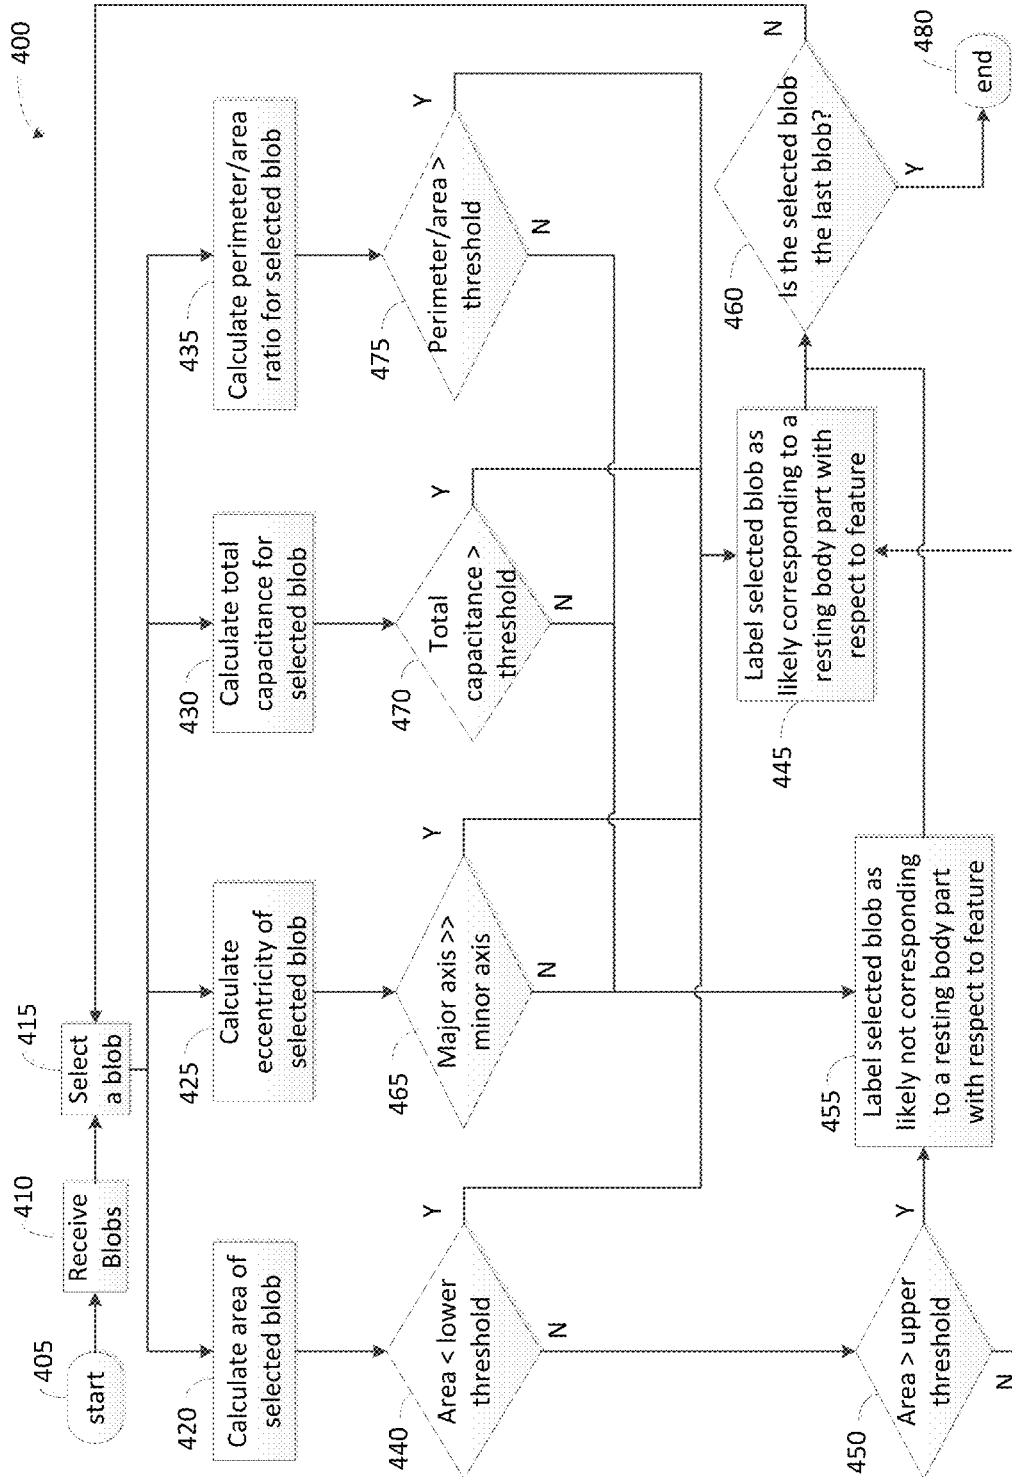 400
405
start
410
Receive
Blobs
415
Select
a blob
420
Calculate area of
selected blob
425
Calculate
eccentricity of
selected blob
430
Calculate total
capacitance for
selected blob
435
Calculate perimeter/area
ratio for selected blob
440
Area < lower
threshold
Y
N
465
Major axis >>
minor axis
Y
N
470
Total
capacitance >
threshold
Y
N
475
Perimeter/area >
threshold
Y
N
450
Area > upper
threshold
Y
N
455
Label selected blob as
likely not corresponding
to a resting body part
with respect to feature
445
Label selected blob as
likely corresponding to a
resting body part with
respect to feature
460
Is the selected blob
the last blob?
N
Y
480
end